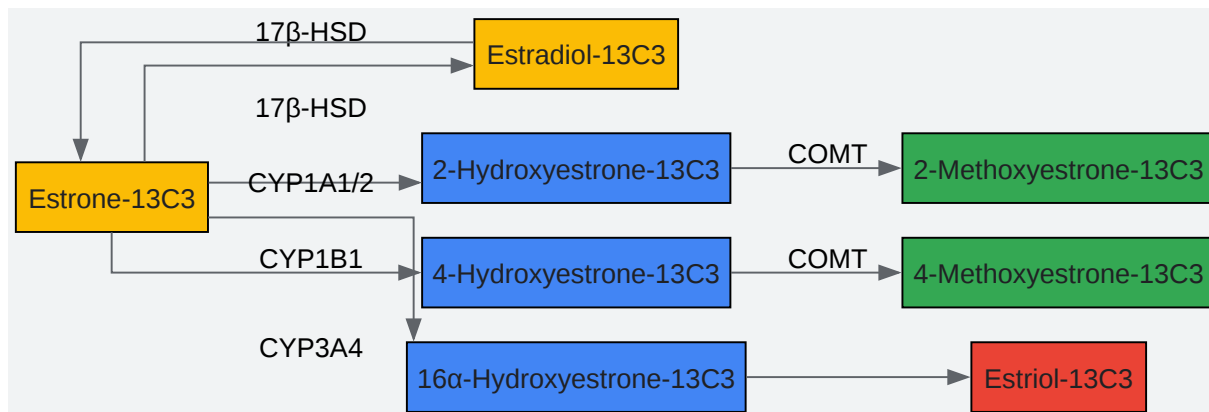 17β-HSD
Estradiol-13C3
17β-HSD
2-Hydroxyestrone-13C3
COMT
2-Methoxyestrone-13C3
Estrone-13C3
CYP1A1/2
CYP1B1
4-Hydroxyestrone-13C3
COMT
4-Methoxyestrone-13C3
CYP3A4
16α-Hydroxyestrone-13C3
Estriol-13C3